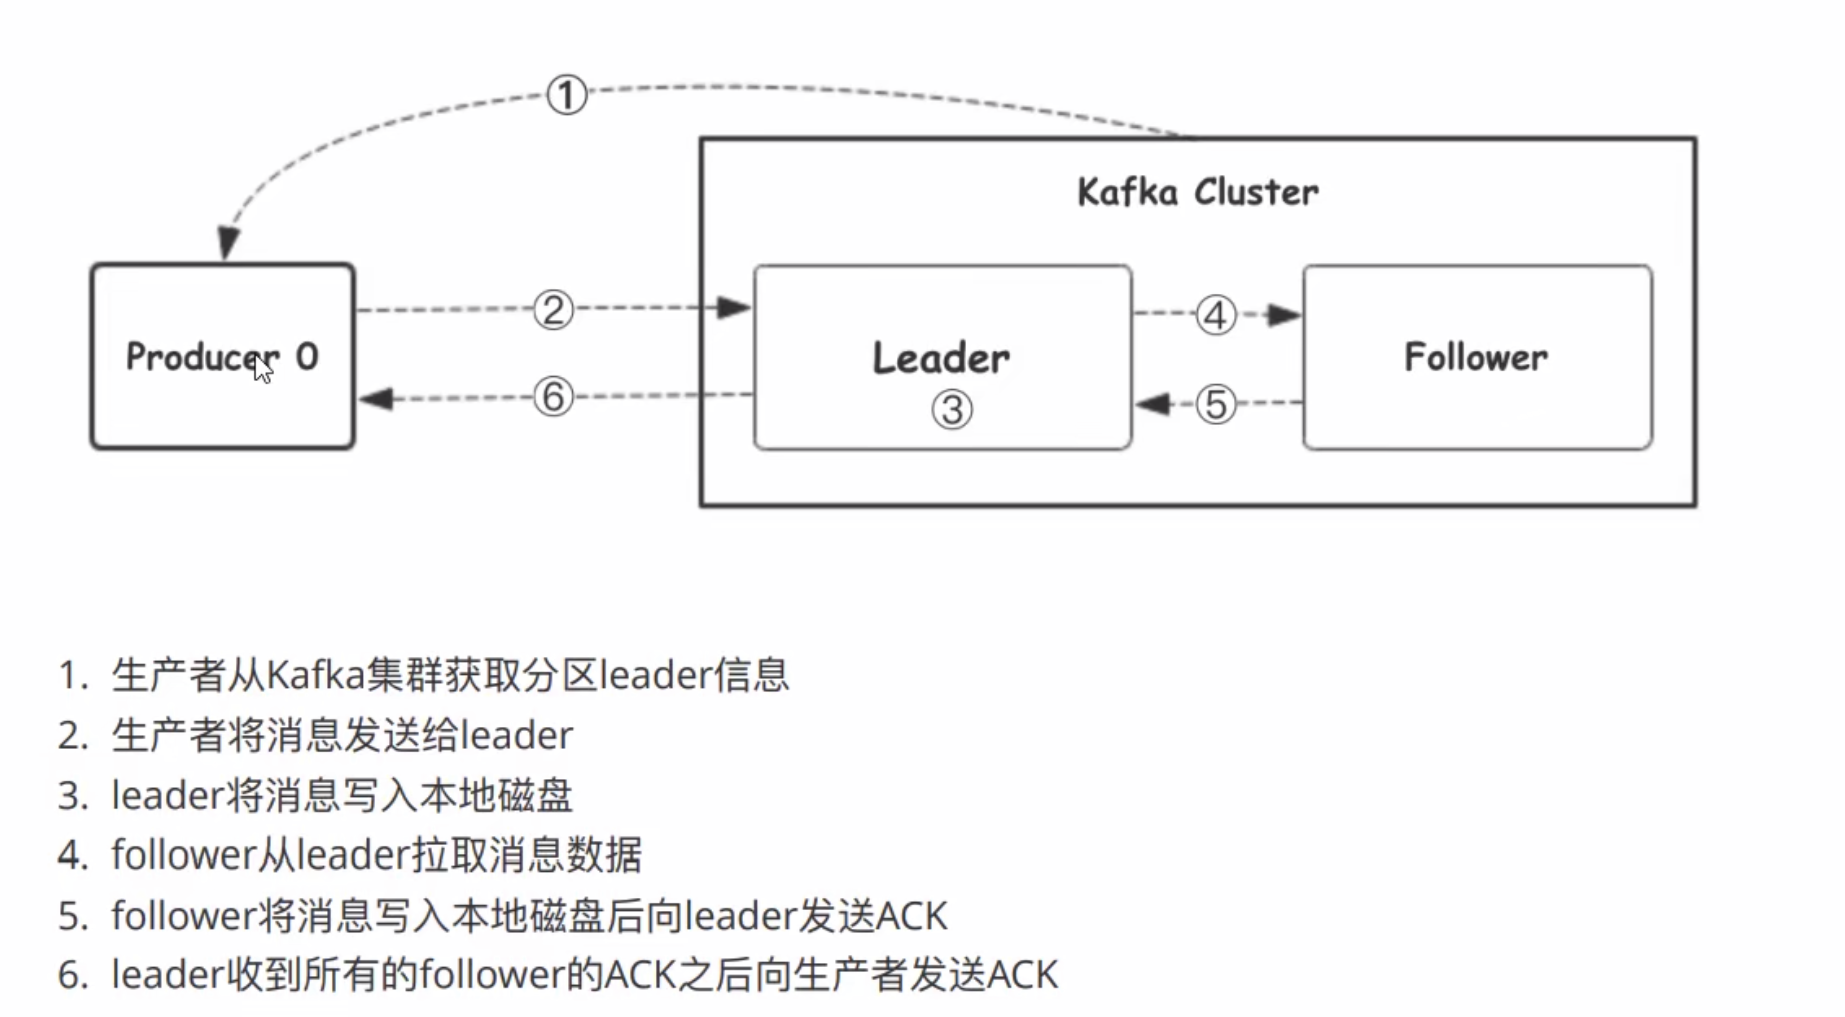 ①
Kafka Cluster
②
④
Producer 0
Leader
Follower
⑥
③
⑤
1. 生产者从Kafka集群获取分区leader信息
2. 生产者将消息发送给leader
3. leader将消息写入本地磁盘
4. follower从leader拉取消息数据
5. follower将消息写入本地磁盘后向leader发送ACK
6. leader收到所有的follower的ACK之后向生产者发送ACK